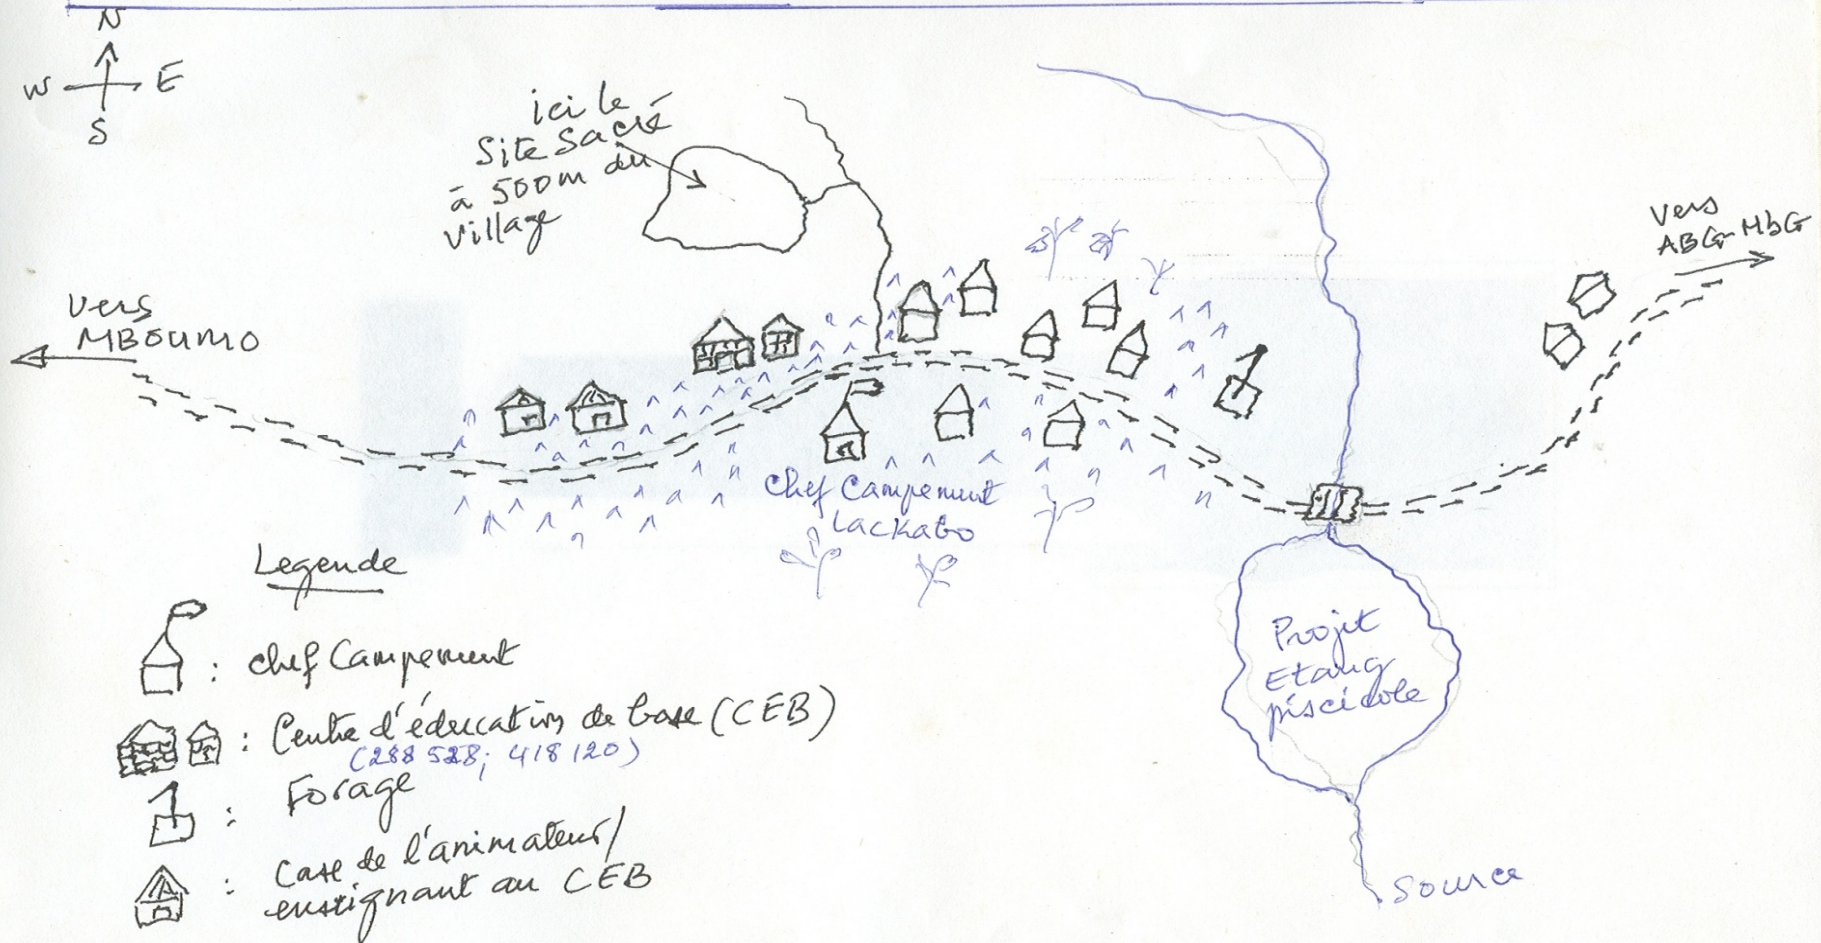 N
W E
S
ici le
Site Sacré
à 500m du
village
Vers
ABG-MbG
Vers
MBOUMO
chef Campement
Lackabo
Legende
: chef Campement
: Centre d'éducation de base (CEB)
(288 528; 418 120)
: Forage
: Case de l'animateur/
enseignant au CEB
Projet
Etang
piscicole
Source